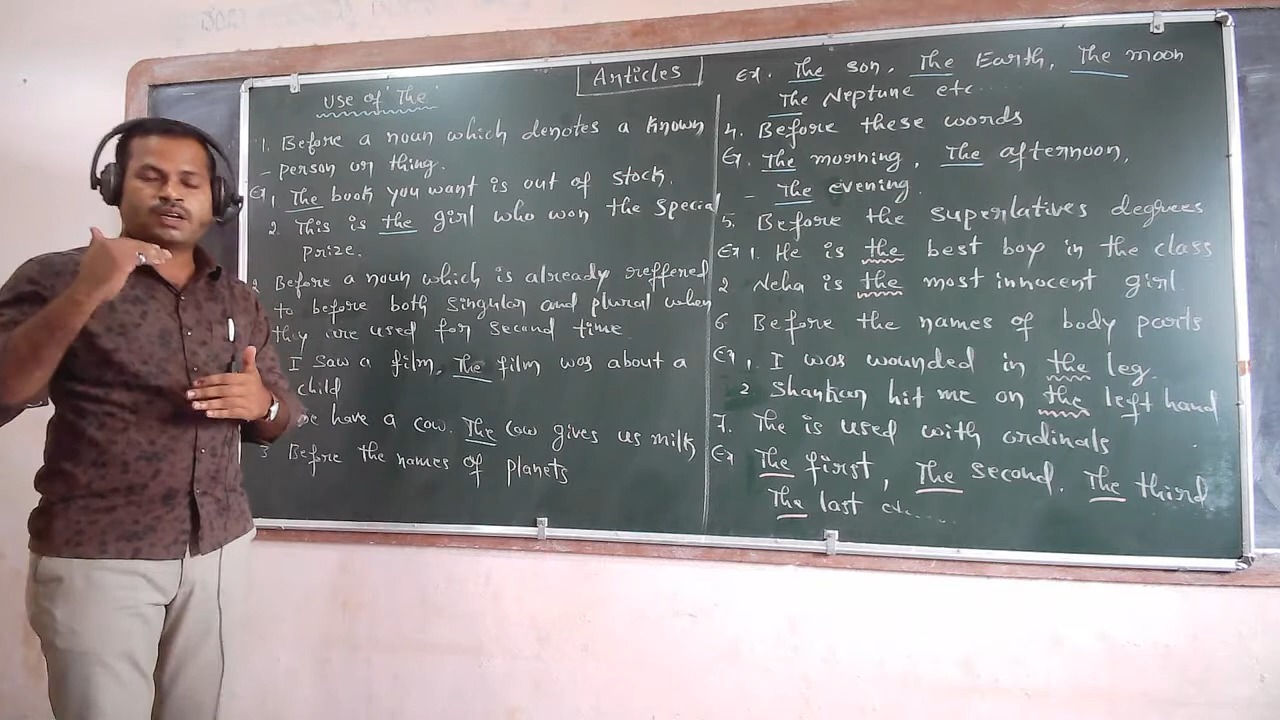 Articles
Use of "The"
1. Before a noun which denotes a known
- person or thing.
Eg 1 The book you want is out of stock.
2. This is the girl who won the special
prize.
2 Before a noun which is already reffered
to before both singular and plural when
they are used for second time
I saw a film. The film was about a
child
we have a cow. The cow gives us milk
3 Before the names of planets
Ex. The son, The Earth, The moon
The Neptune etc....
4. Before these words
Eg. The morning, The afternoon,
- The evening.
5. Before the superlatives degrees
Ex 1. He is the best boy in the class
2 Neha is the most innocent girl.
6 Before the names of body parts
Eg 1. I was wounded in the leg.
2 Shankar hit me on the left hand
7. The is used with ordinals
Eg The first, The second. The third
The last etc.....